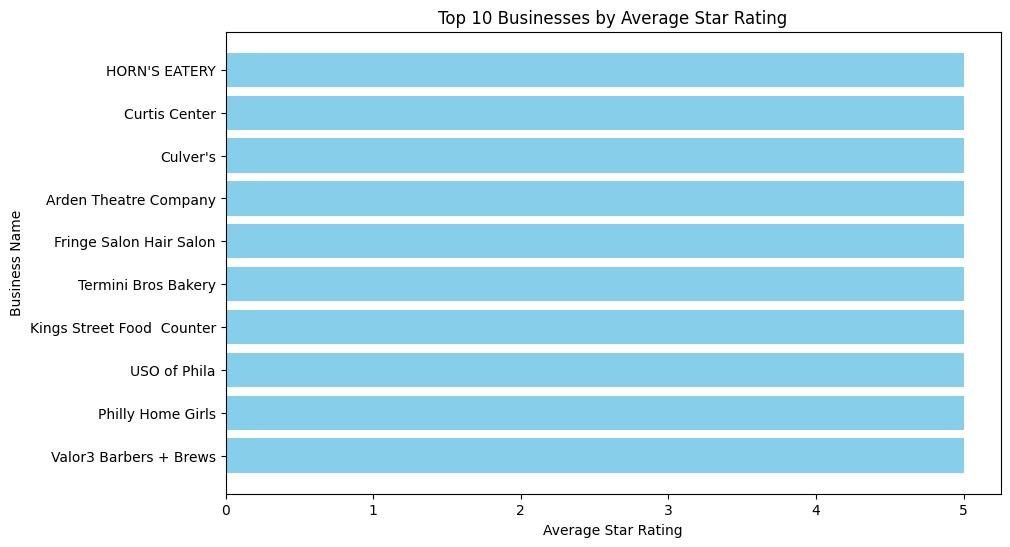 Top 10 Businesses by Average Star Rating
Business Name
HORN'S EATERY
Curtis Center
Culver's
Arden Theatre Company
Fringe Salon Hair Salon
Termini Bros Bakery
Kings Street Food  Counter
USO of Phila
Philly Home Girls
Valor3 Barbers + Brews
0 1 2 3 4 5
Average Star Rating